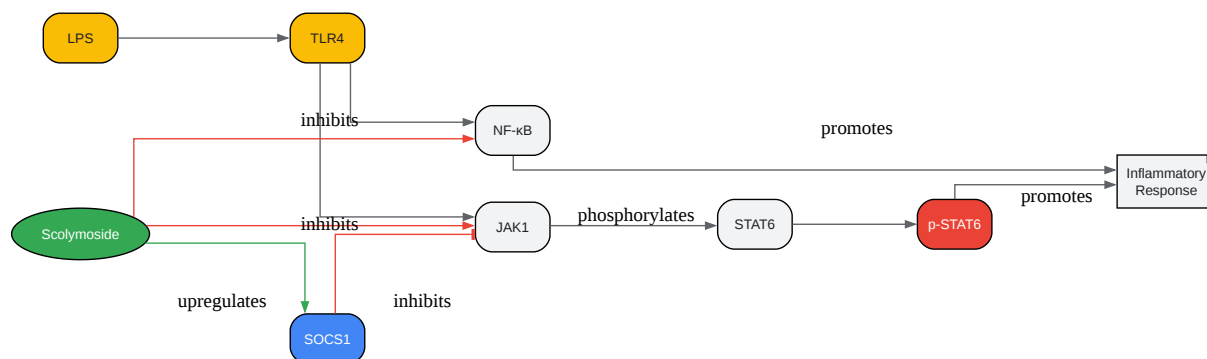 LPS
TLR4
inhibits
NF-κB
promotes
Inflammatory
Response
Scolymoside
inhibits
JAK1
phosphorylates
STAT6
p-STAT6
promotes
upregulates
inhibits
SOCS1